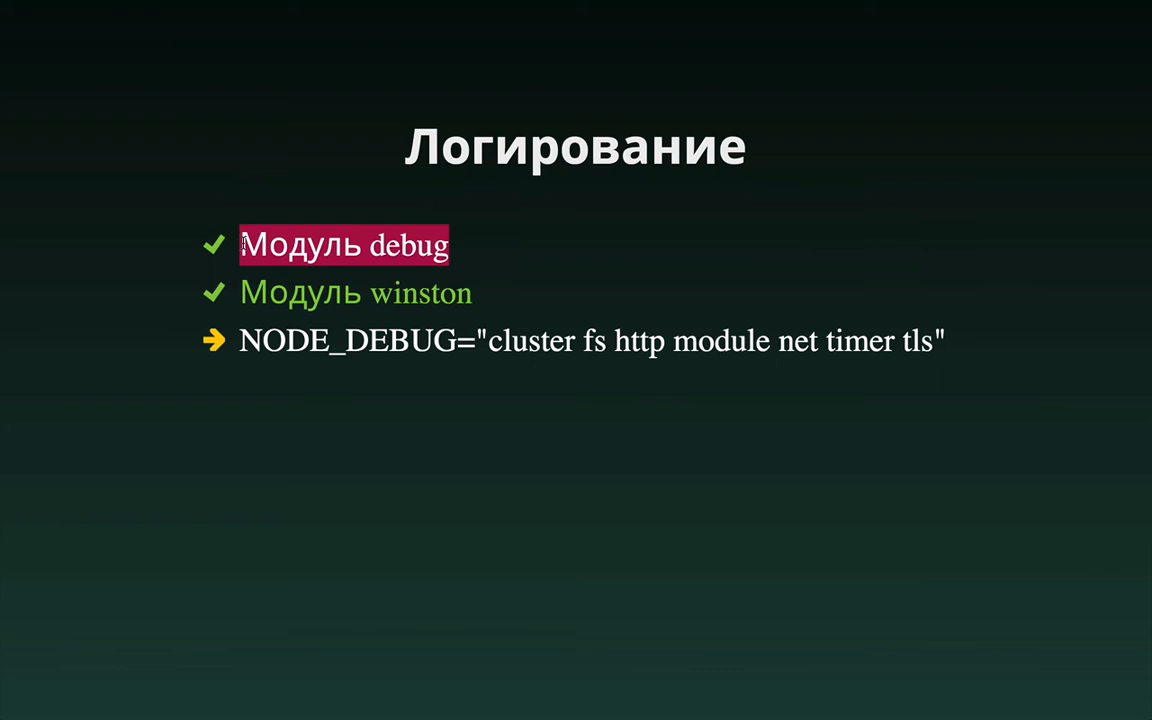 Логирование
Модуль debug
Модуль winston
NODE_DEBUG="cluster fs http module net timer tls"